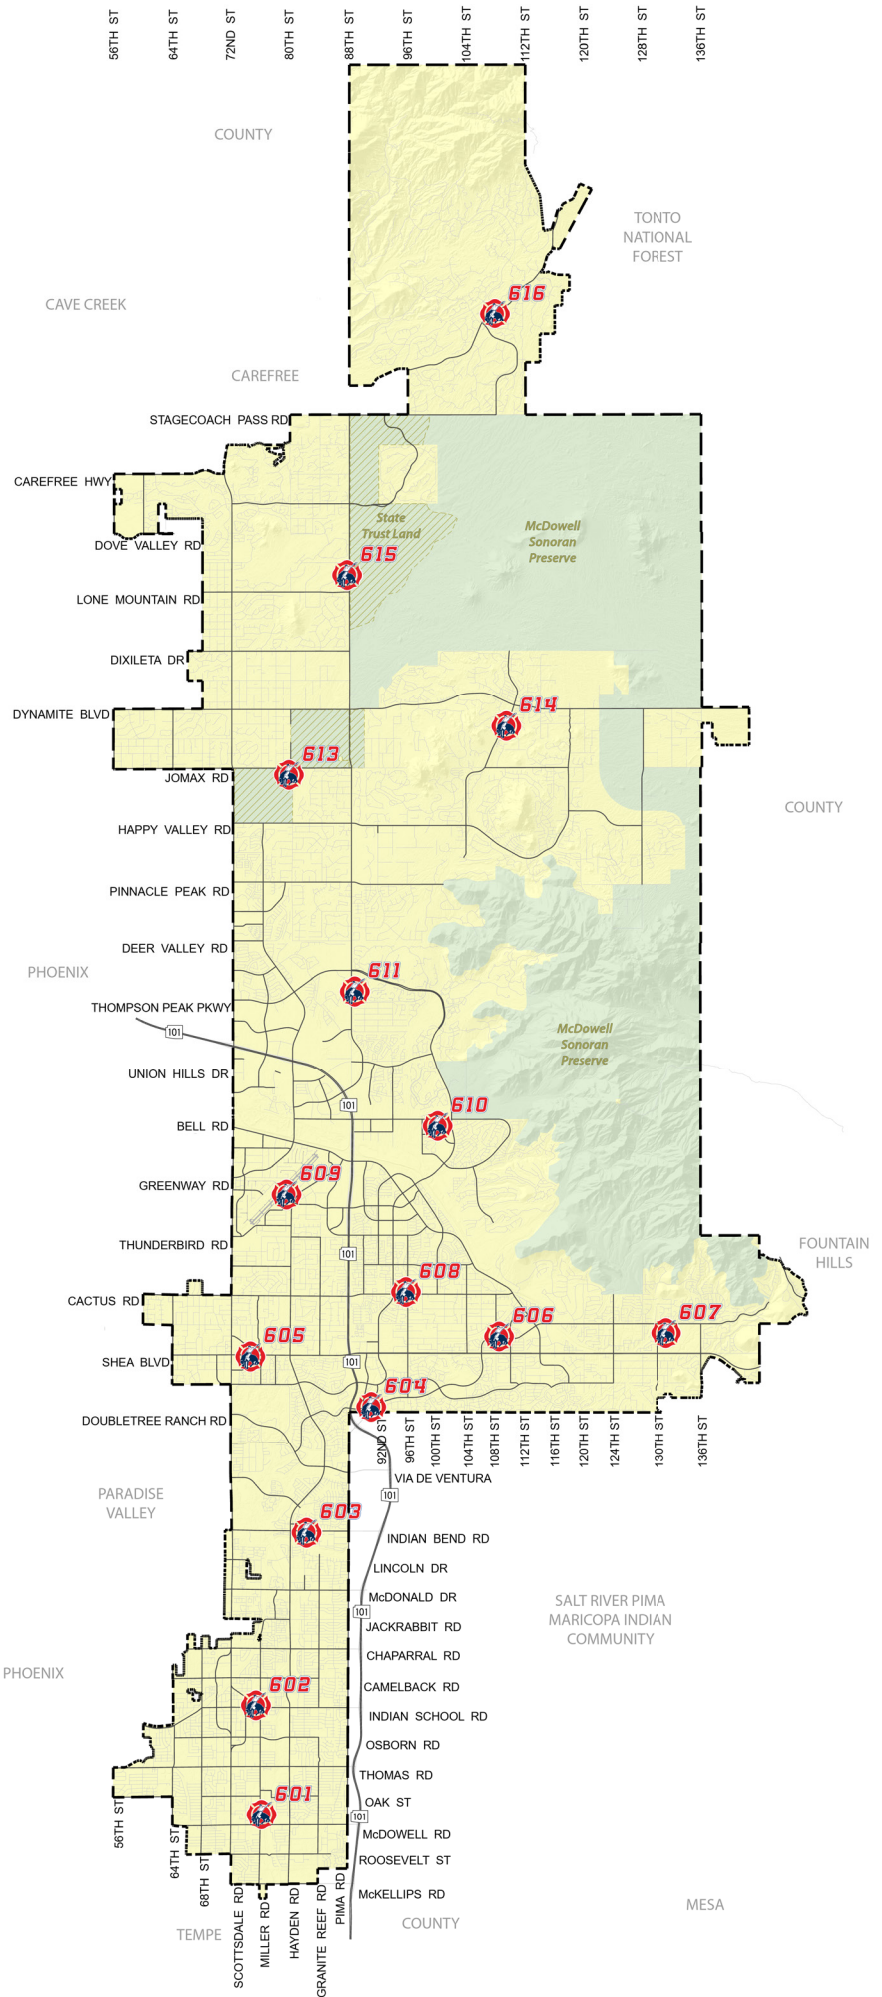 56TH ST
64TH ST
72ND ST
80TH ST
88TH ST
96TH ST
104TH ST
112TH ST
120TH ST
128TH ST
136TH ST
COUNTY
TONTO
NATIONAL
FOREST
616
CAVE CREEK
CAREFREE
STAGECOACH PASS RD
CAREFREE HWY
State
Trust Land
McDowell
Sonoran
Preserve
DOVE VALLEY RD
615
LONE MOUNTAIN RD
DIXILETA DR
614
DYNAMITE BLVD
613
JOMAX RD
COUNTY
HAPPY VALLEY RD
PINNACLE PEAK RD
DEER VALLEY RD
PHOENIX
611
THOMPSON PEAK PKWY
101
McDowell
Sonoran
Preserve
UNION HILLS DR
101
610
BELL RD
609
GREENWAY RD
THUNDERBIRD RD
101
FOUNTAIN
HILLS
608
CACTUS RD
606
607
605
SHEA BLVD
101
604
DOUBLETREE RANCH RD
92ND ST
96TH ST
100TH ST
104TH ST
108TH ST
112TH ST
116TH ST
120TH ST
124TH ST
130TH ST
136TH ST
VIA DE VENTURA
101
PARADISE
VALLEY
603
INDIAN BEND RD
LINCOLN DR
McDONALD DR
101
JACKRABBIT RD
SALT RIVER PIMA
MARICOPA INDIAN
COMMUNITY
CHAPARRAL RD
PHOENIX
602
CAMELBACK RD
INDIAN SCHOOL RD
OSBORN RD
THOMAS RD
601
OAK ST
101
56TH ST
McDOWELL RD
64TH ST
ROOSEVELT ST
68TH ST
McKELLIPS RD
SCOTTSDALE RD
MILLER RD
HAYDEN RD
GRANITE REEF RD
PIMA RD
TEMPE
COUNTY
MESA